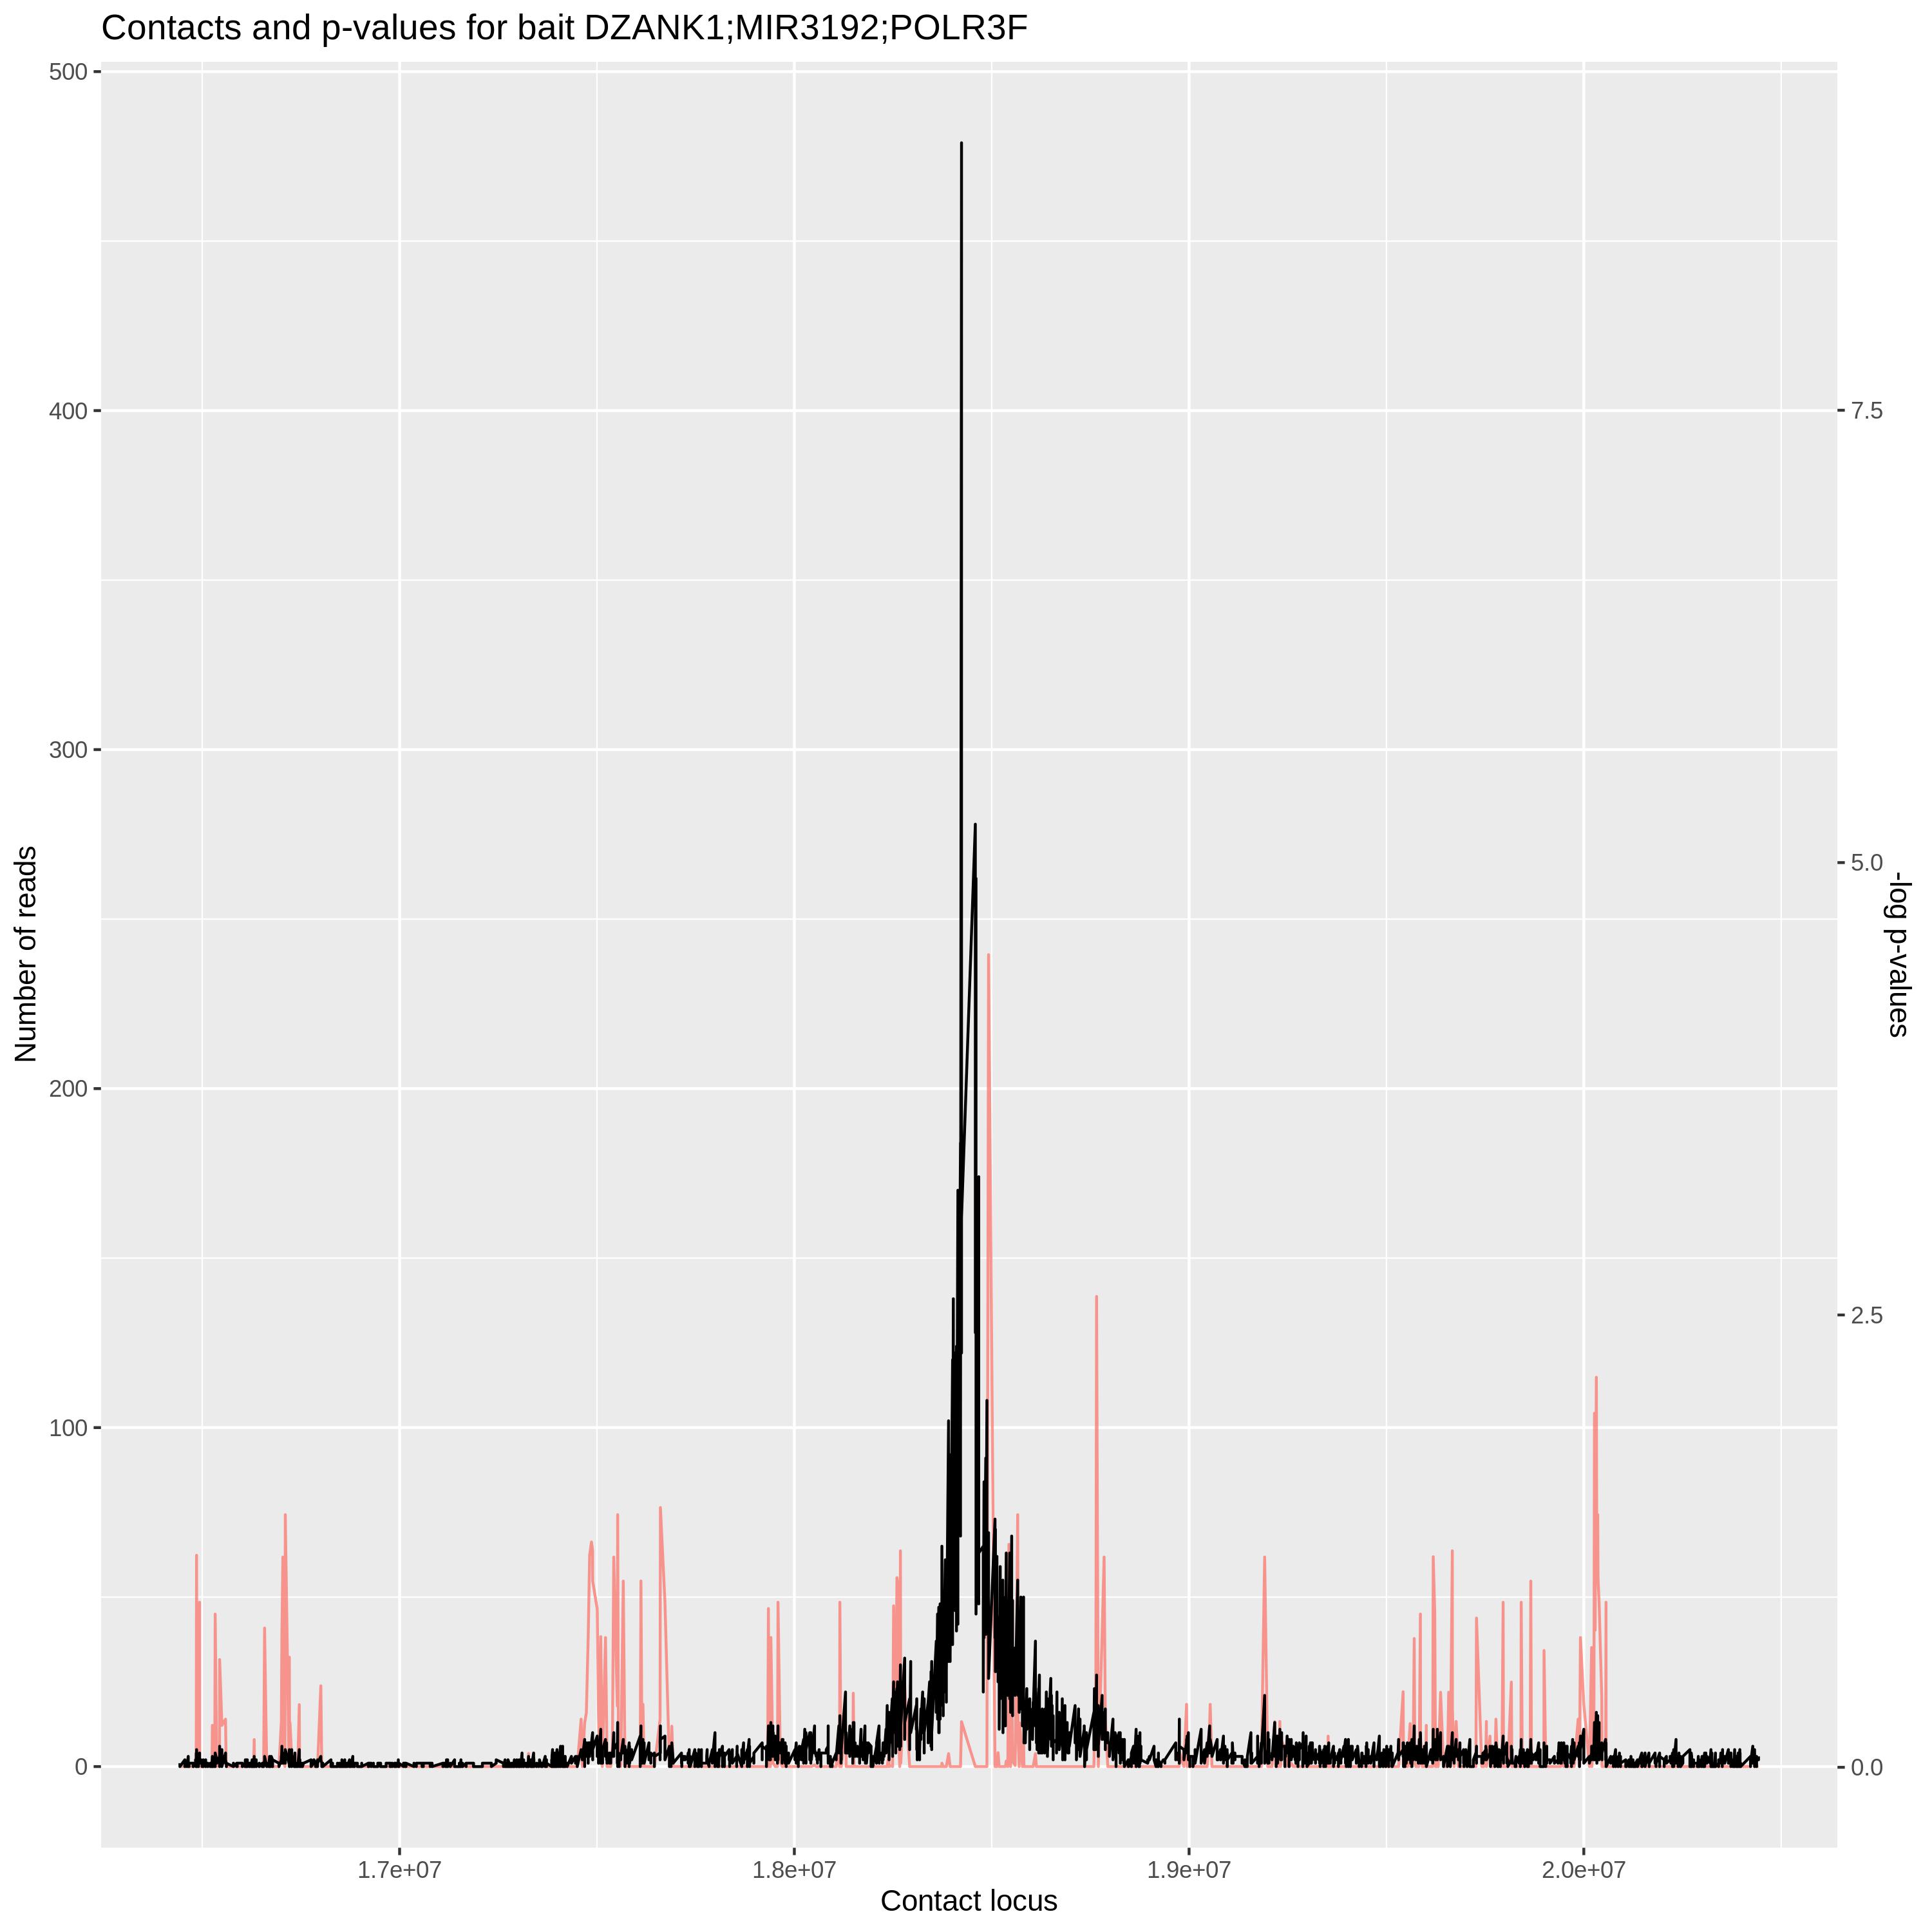 Contacts and p-values for bait DZANK1;MIR3192;POLR3F
500
400
300
200
100
0
Number of reads
7.5
5.0
2.5
0.0
-log p-values
1.7e+07
1.8e+07
1.9e+07
2.0e+07
Contact locus